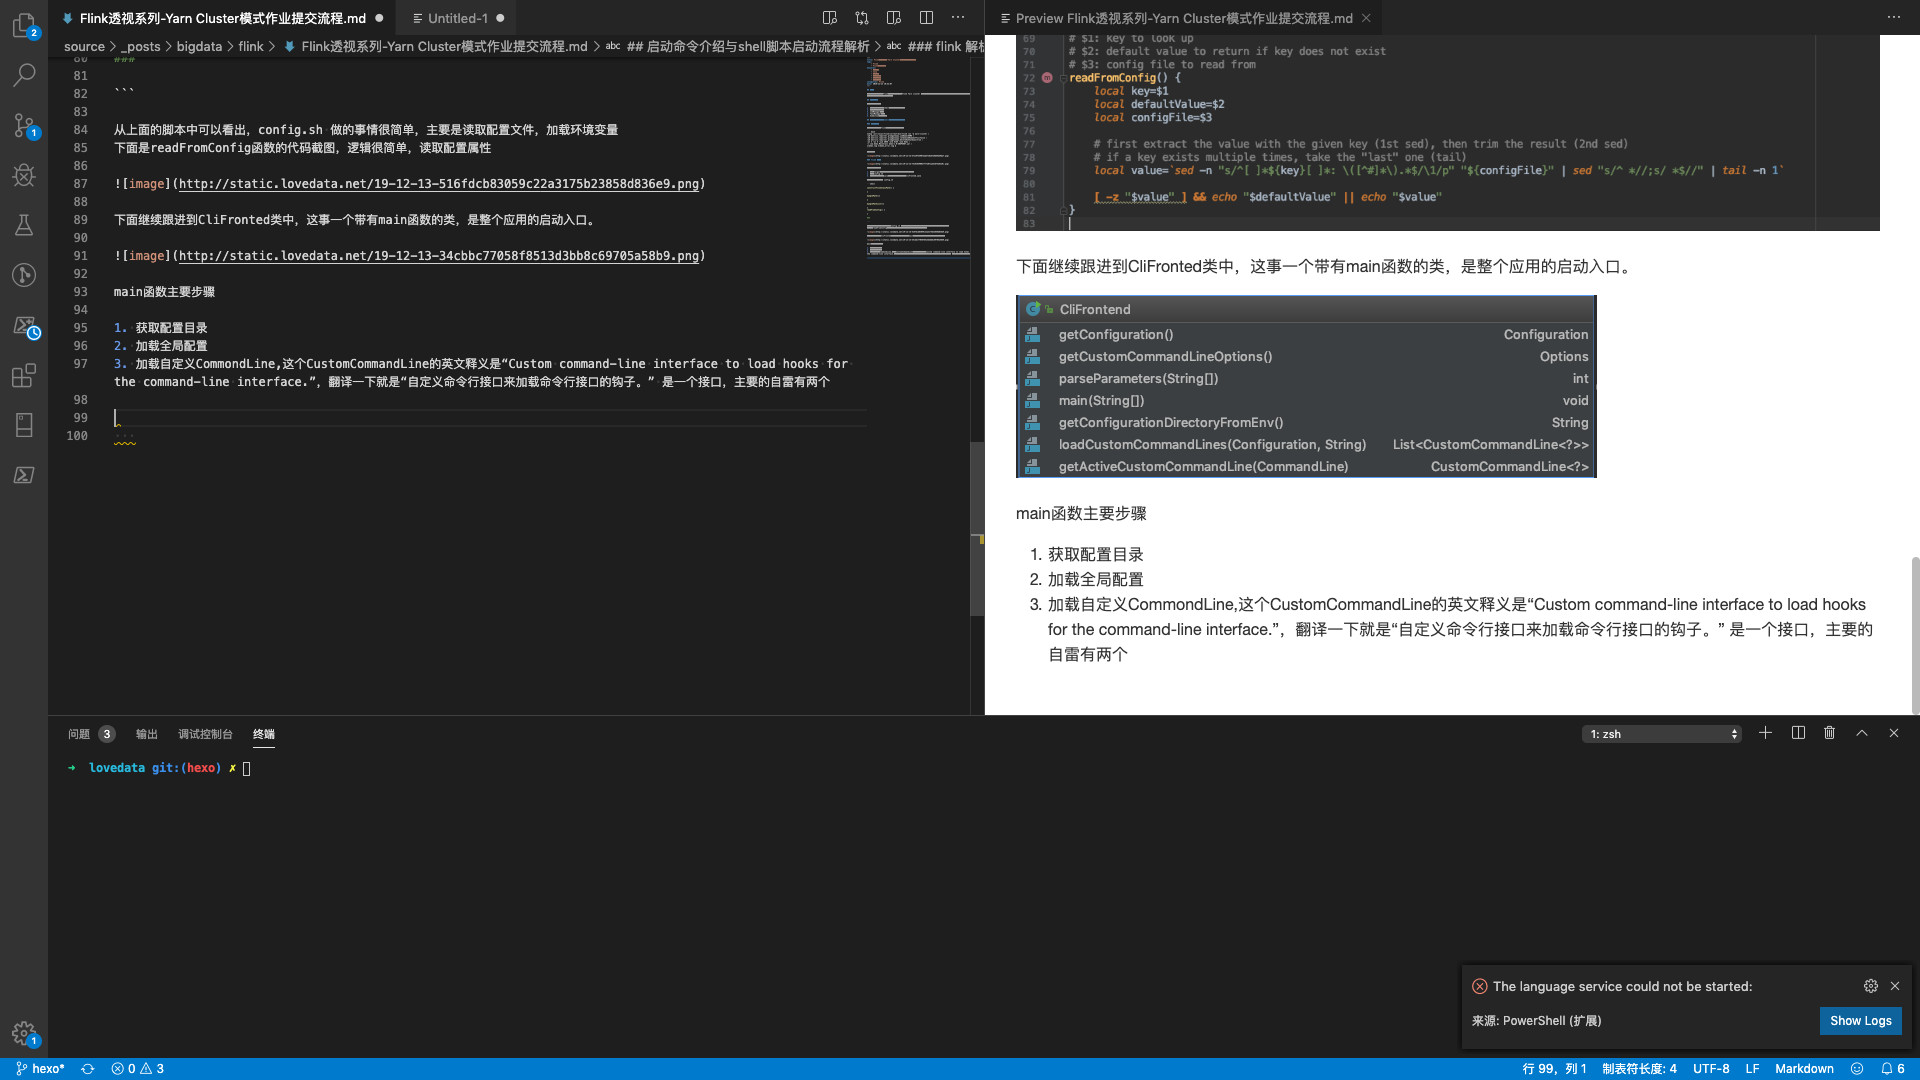 Flink透视系列-Yarn Cluster模式作业提交流程.md
Untitled-1
source > _posts > bigdata > flink > Flink透视系列-Yarn Cluster模式作业提交流程.md > abc ## 启动命令介绍与shell脚本启动流程解析 > abc ### flink 解
80 ###
81
82 ```
83
84 从上面的脚本中可以看出，config.sh 做的事情很简单，主要是读取配置文件，加载环境变量
85 下面是readFromConfig函数的代码截图，逻辑很简单，读取配置属性
86
87 ![image](http://static.lovedata.net/19-12-13-516fdcb83059c22a3175b23858d836e9.png)
88
89 下面继续跟进到CliFronted类中，这事一个带有main函数的类，是整个应用的启动入口。
90
91 ![image](http://static.lovedata.net/19-12-13-34cbbc77058f8513d3bb8c69705a58b9.png)
92
93 main函数主要步骤
94
95 1. 获取配置目录
96 2. 加载全局配置
97 3. 加载自定义CommondLine,这个CustomCommandLine的英文释义是“Custom command-line interface to load hooks for
the command-line interface.”，翻译一下就是“自定义命令行接口来加载命令行接口的钩子。” 是一个接口，主要的自雷有两个
98
99
100
Preview Flink透视系列-Yarn Cluster模式作业提交流程.md
69 # $1: key to look up
70 # $2: default value to return if key does not exist
71 # $3: config file to read from
72 readFromConfig() {
73 local key=$1
74 local defaultValue=$2
75 local configFile=$3
76
77 # first extract the value with the given key (1st sed), then trim the result (2nd sed)
78 # if a key exists multiple times, take the "last" one (tail)
79 local value=`sed -n "s/^[ ]*${key}[ ]*: \([^#]*\).*$/\1/p" "${configFile}" | sed "s/^ *//;s/ *$//" | tail -n 1`
80
81 [ -z "$value" ] && echo "$defaultValue" || echo "$value"
82 }
83
下面继续跟进到CliFronted类中，这事一个带有main函数的类，是整个应用的启动入口。
CliFrontend
getConfiguration() Configuration
getCustomCommandLineOptions() Options
parseParameters(String[]) int
main(String[]) void
getConfigurationDirectoryFromEnv() String
loadCustomCommandLines(Configuration, String) List<CustomCommandLine<?>>
getActiveCustomCommandLine(CommandLine) CustomCommandLine<?>
main函数主要步骤
1. 获取配置目录
2. 加载全局配置
3. 加载自定义CommondLine,这个CustomCommandLine的英文释义是“Custom command-line interface to load hooks
for the command-line interface.”，翻译一下就是“自定义命令行接口来加载命令行接口的钩子。” 是一个接口，主要的
自雷有两个
问题 3 输出 调试控制台 终端
1: zsh
➜ lovedata git:(hexo) ✗
The language service could not be started:
来源: PowerShell (扩展)
Show Logs
2
1
1
hexo* 0 3
行 99，列 1 制表符长度: 4 UTF-8 LF Markdown 6